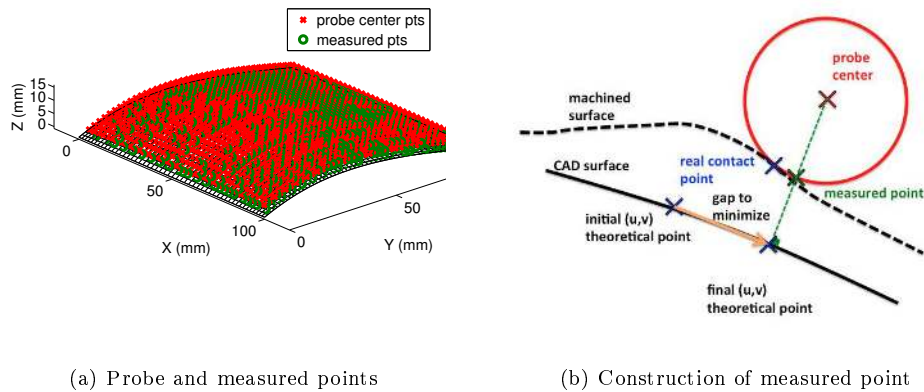 probe center pts
measured pts
Z (mm)
15
10
5
0
0
50
100
X (mm)
0
50
Y (mm)
(a) Probe and measured points
probe
center
machined
surface
real contact
point
CAD surface
measured point
gap to
minimize
initial (u,v)
theoretical point
final (u,v)
theoretical point
(b) Construction of measured point